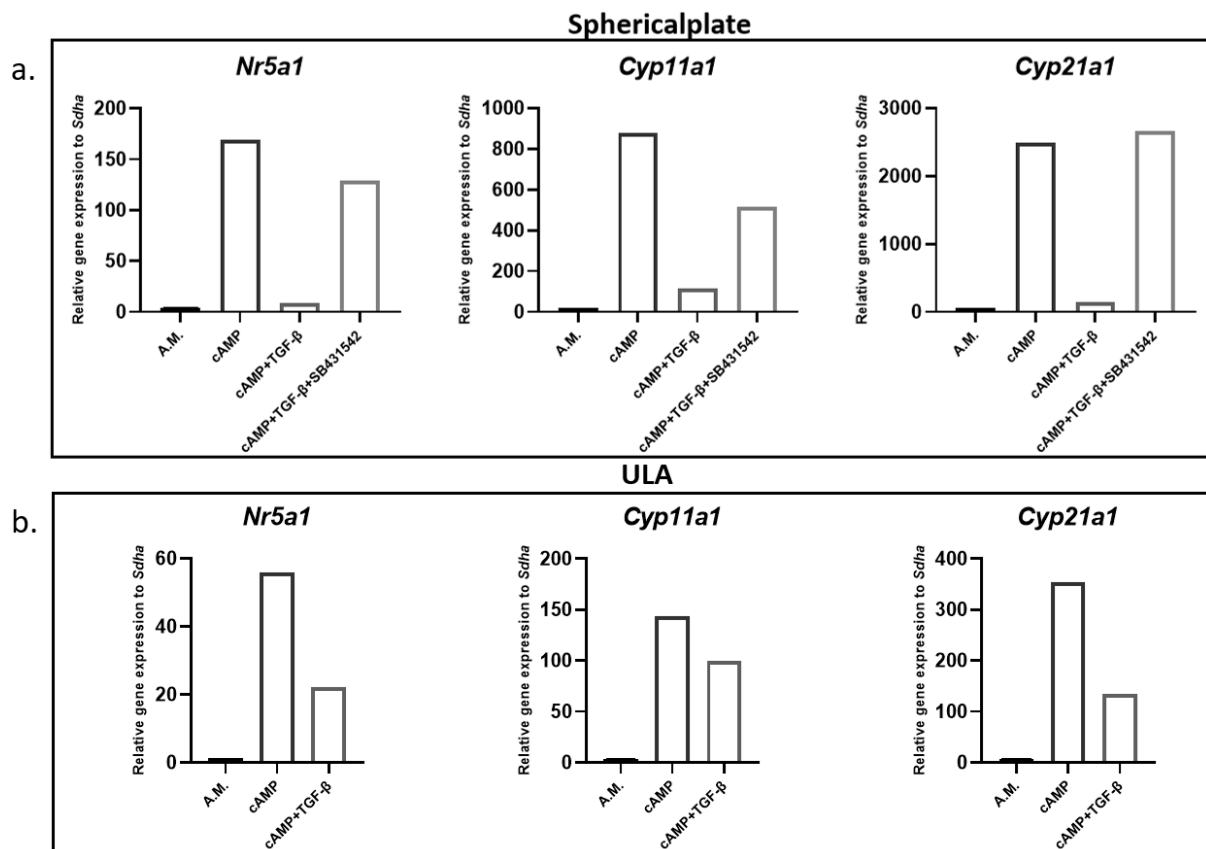 Sphericalplate
a.
Nr5a1
Relative gene expression to Sdha
200
150
100
50
0
A.M.
cAMP
cAMP+TGF-β
cAMP+TGF-β+SB431542
Cyp11a1
Relative gene expression to Sdha
1000
800
600
400
200
0
A.M.
cAMP
cAMP+TGF-β
cAMP+TGF-β+SB431542
Cyp21a1
Relative gene expression to Sdha
3000
2000
1000
0
A.M.
cAMP
cAMP+TGF-β
cAMP+TGF-β+SB431542
ULA
b.
Nr5a1
Relative gene expression to Sdha
60
40
20
0
A.M.
cAMP
cAMP+TGF-β
Cyp11a1
Relative gene expression to Sdha
200
150
100
50
0
A.M.
cAMP
cAMP+TGF-β
Cyp21a1
Relative gene expression to Sdha
400
300
200
100
0
A.M.
cAMP
cAMP+TGF-β